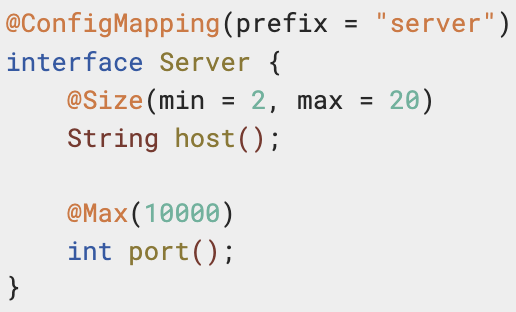 @ConfigMapping(prefix = "server")
interface Server {
    @Size(min = 2, max = 20)
    String host();

    @Max(10000)
    int port();
}